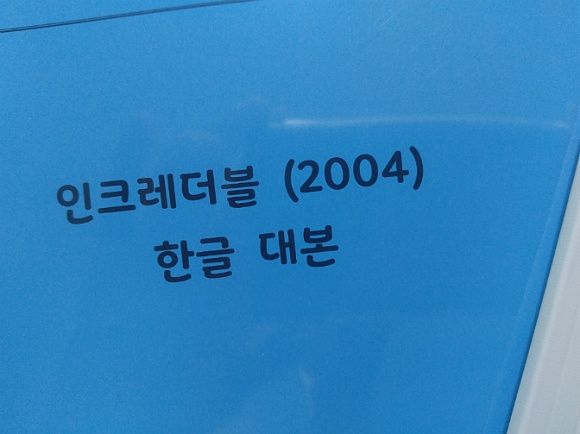 인크레더블 (2004)
한글 대본